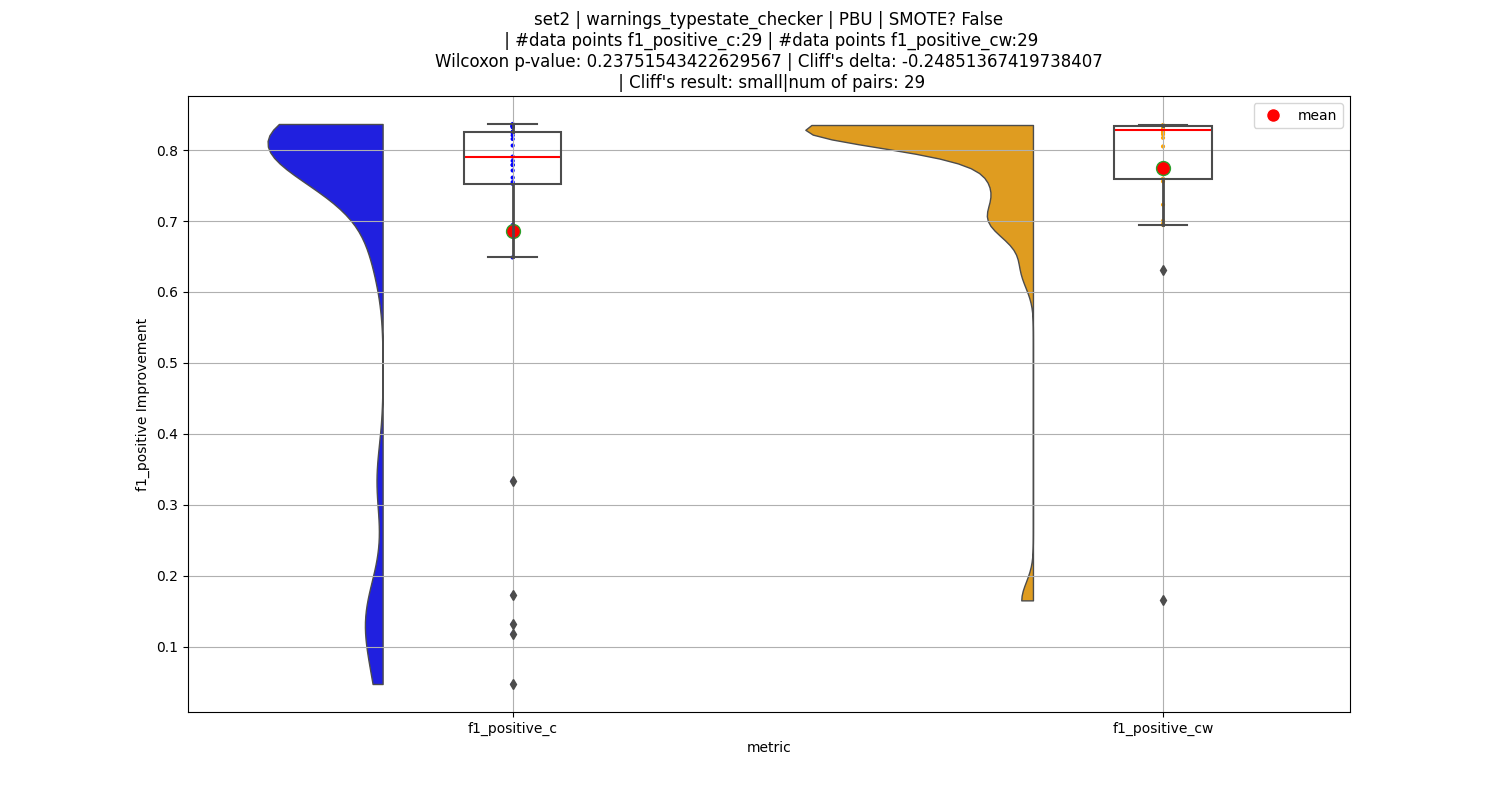 set2 | warnings_typestate_checker | PBU | SMOTE? False
| #data points f1_positive_c:29 | #data points f1_positive_cw:29
Wilcoxon p-value: 0.23751543422629567 | Cliff's delta: -0.24851367419738407
| Cliff's result: small|num of pairs: 29
mean
0.8
0.7
0.6
0.5
0.4
0.3
0.2
0.1
f1_positive Improvement
f1_positive_c
f1_positive_cw
metric